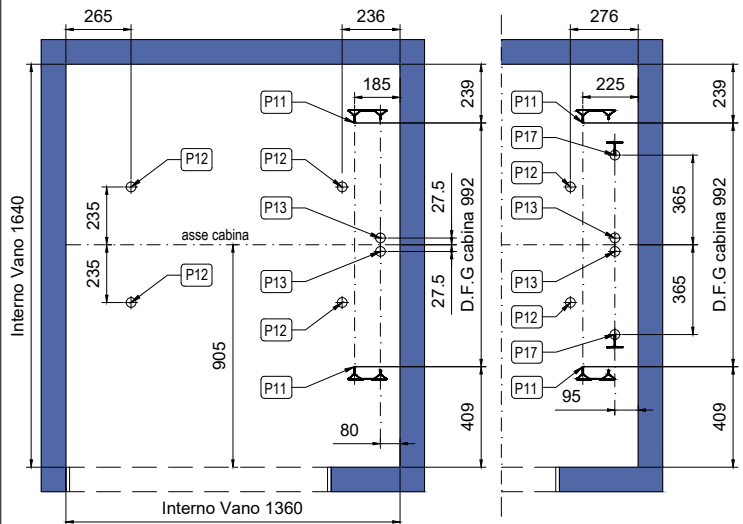 265
236
276
185
225
239
239
P11
P11
P17
P12
P12
P12
235
27.5
365
P13
P13
asse cabina
Interno Vano 1640
D.F.G cabina 992
D.F.G cabina 992
P12
235
P13
27.5
P13
365
P12
P12
905
P17
P11
P11
95
409
409
80
Interno Vano 1360